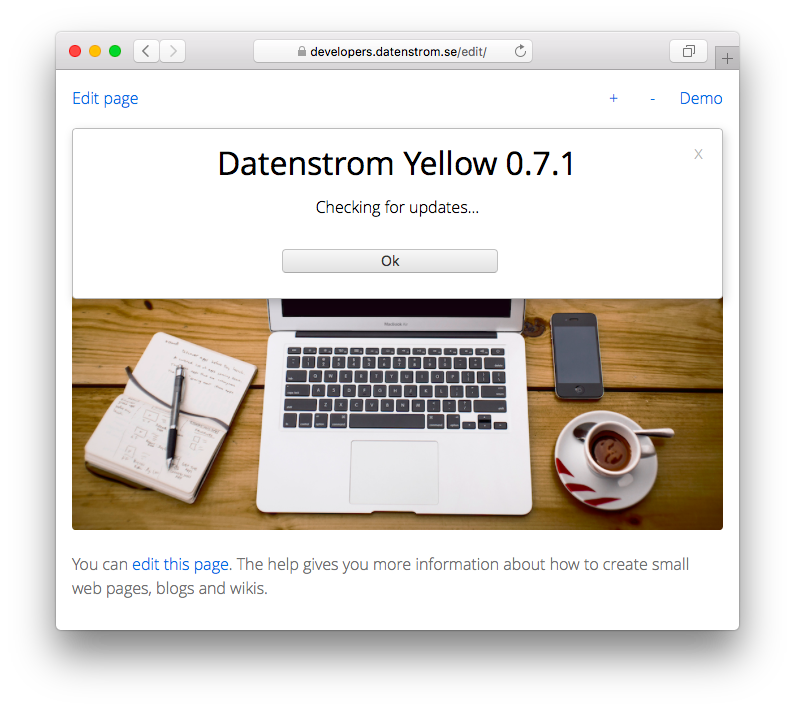 developers.datenstrom.se/edit/
Edit page
+ - Demo
Datenstrom Yellow 0.7.1
x
Checking for updates...
Ok
You can edit this page. The help gives you more information about how to create small
web pages, blogs and wikis.